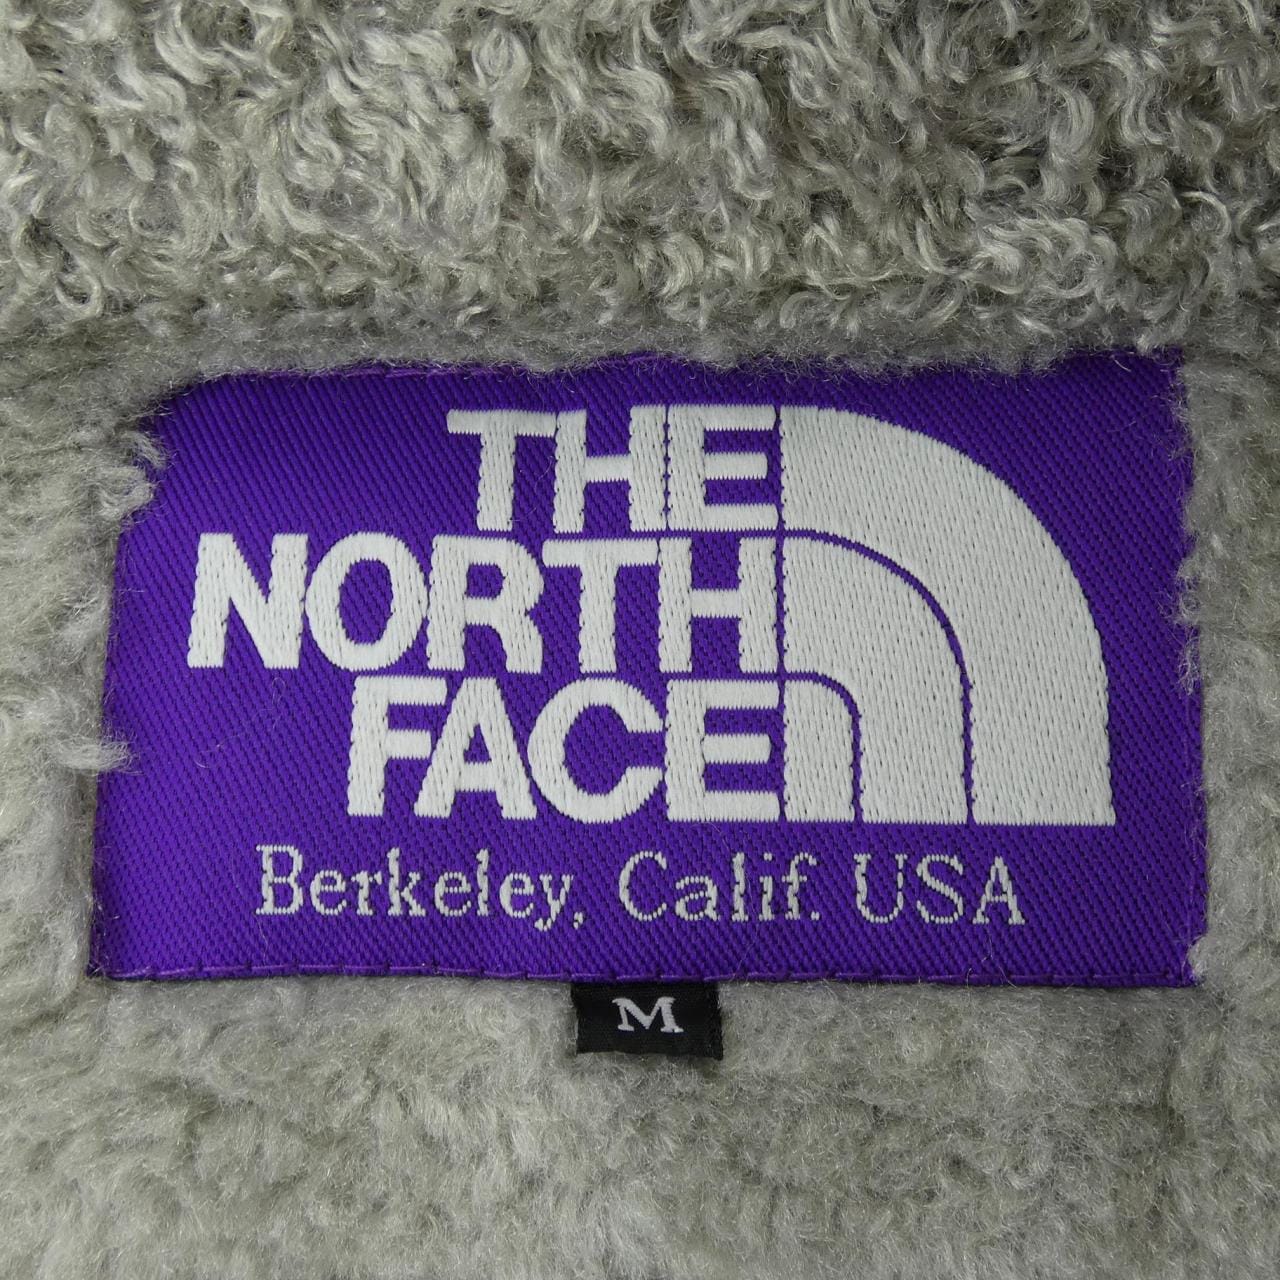 THE
NORTH
FACE
Berkeley, Calif. USA
M